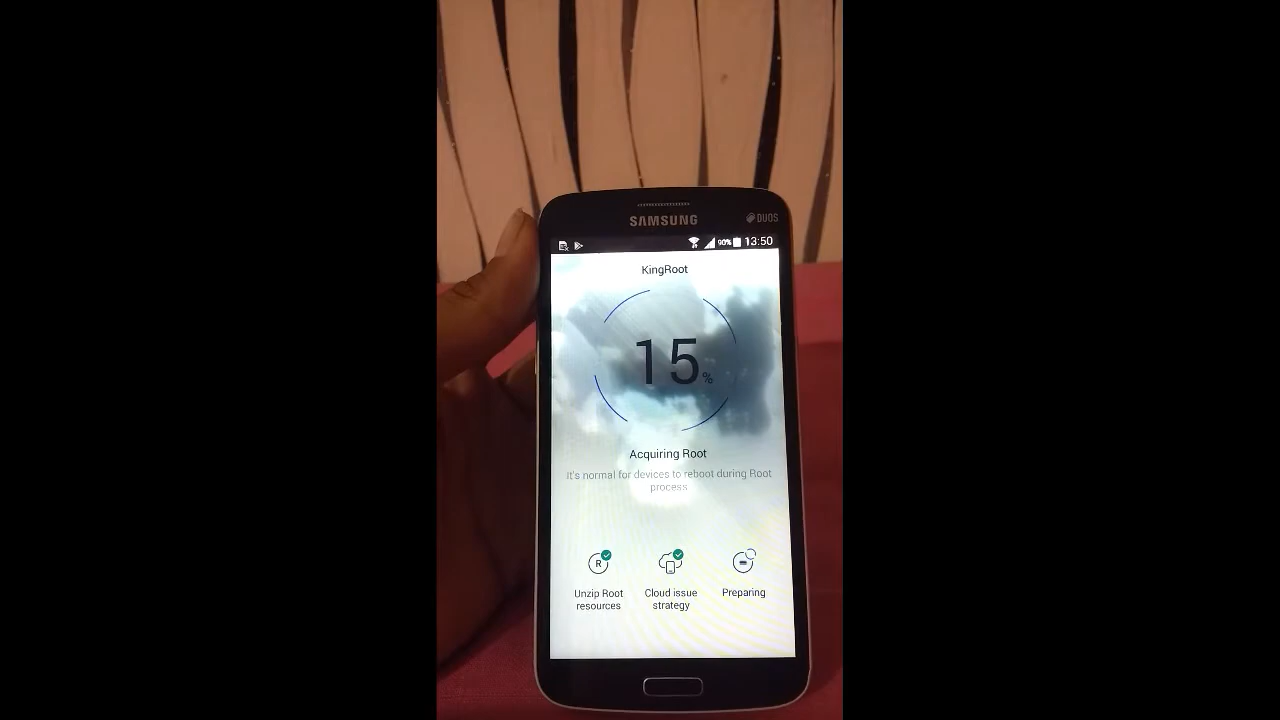 SAMSUNG
DUOS
90% 13:50
KingRoot
15%
Acquiring Root
It's normal for devices to reboot during Root
process
R
Unzip Root
resources
Cloud issue
strategy
Preparing